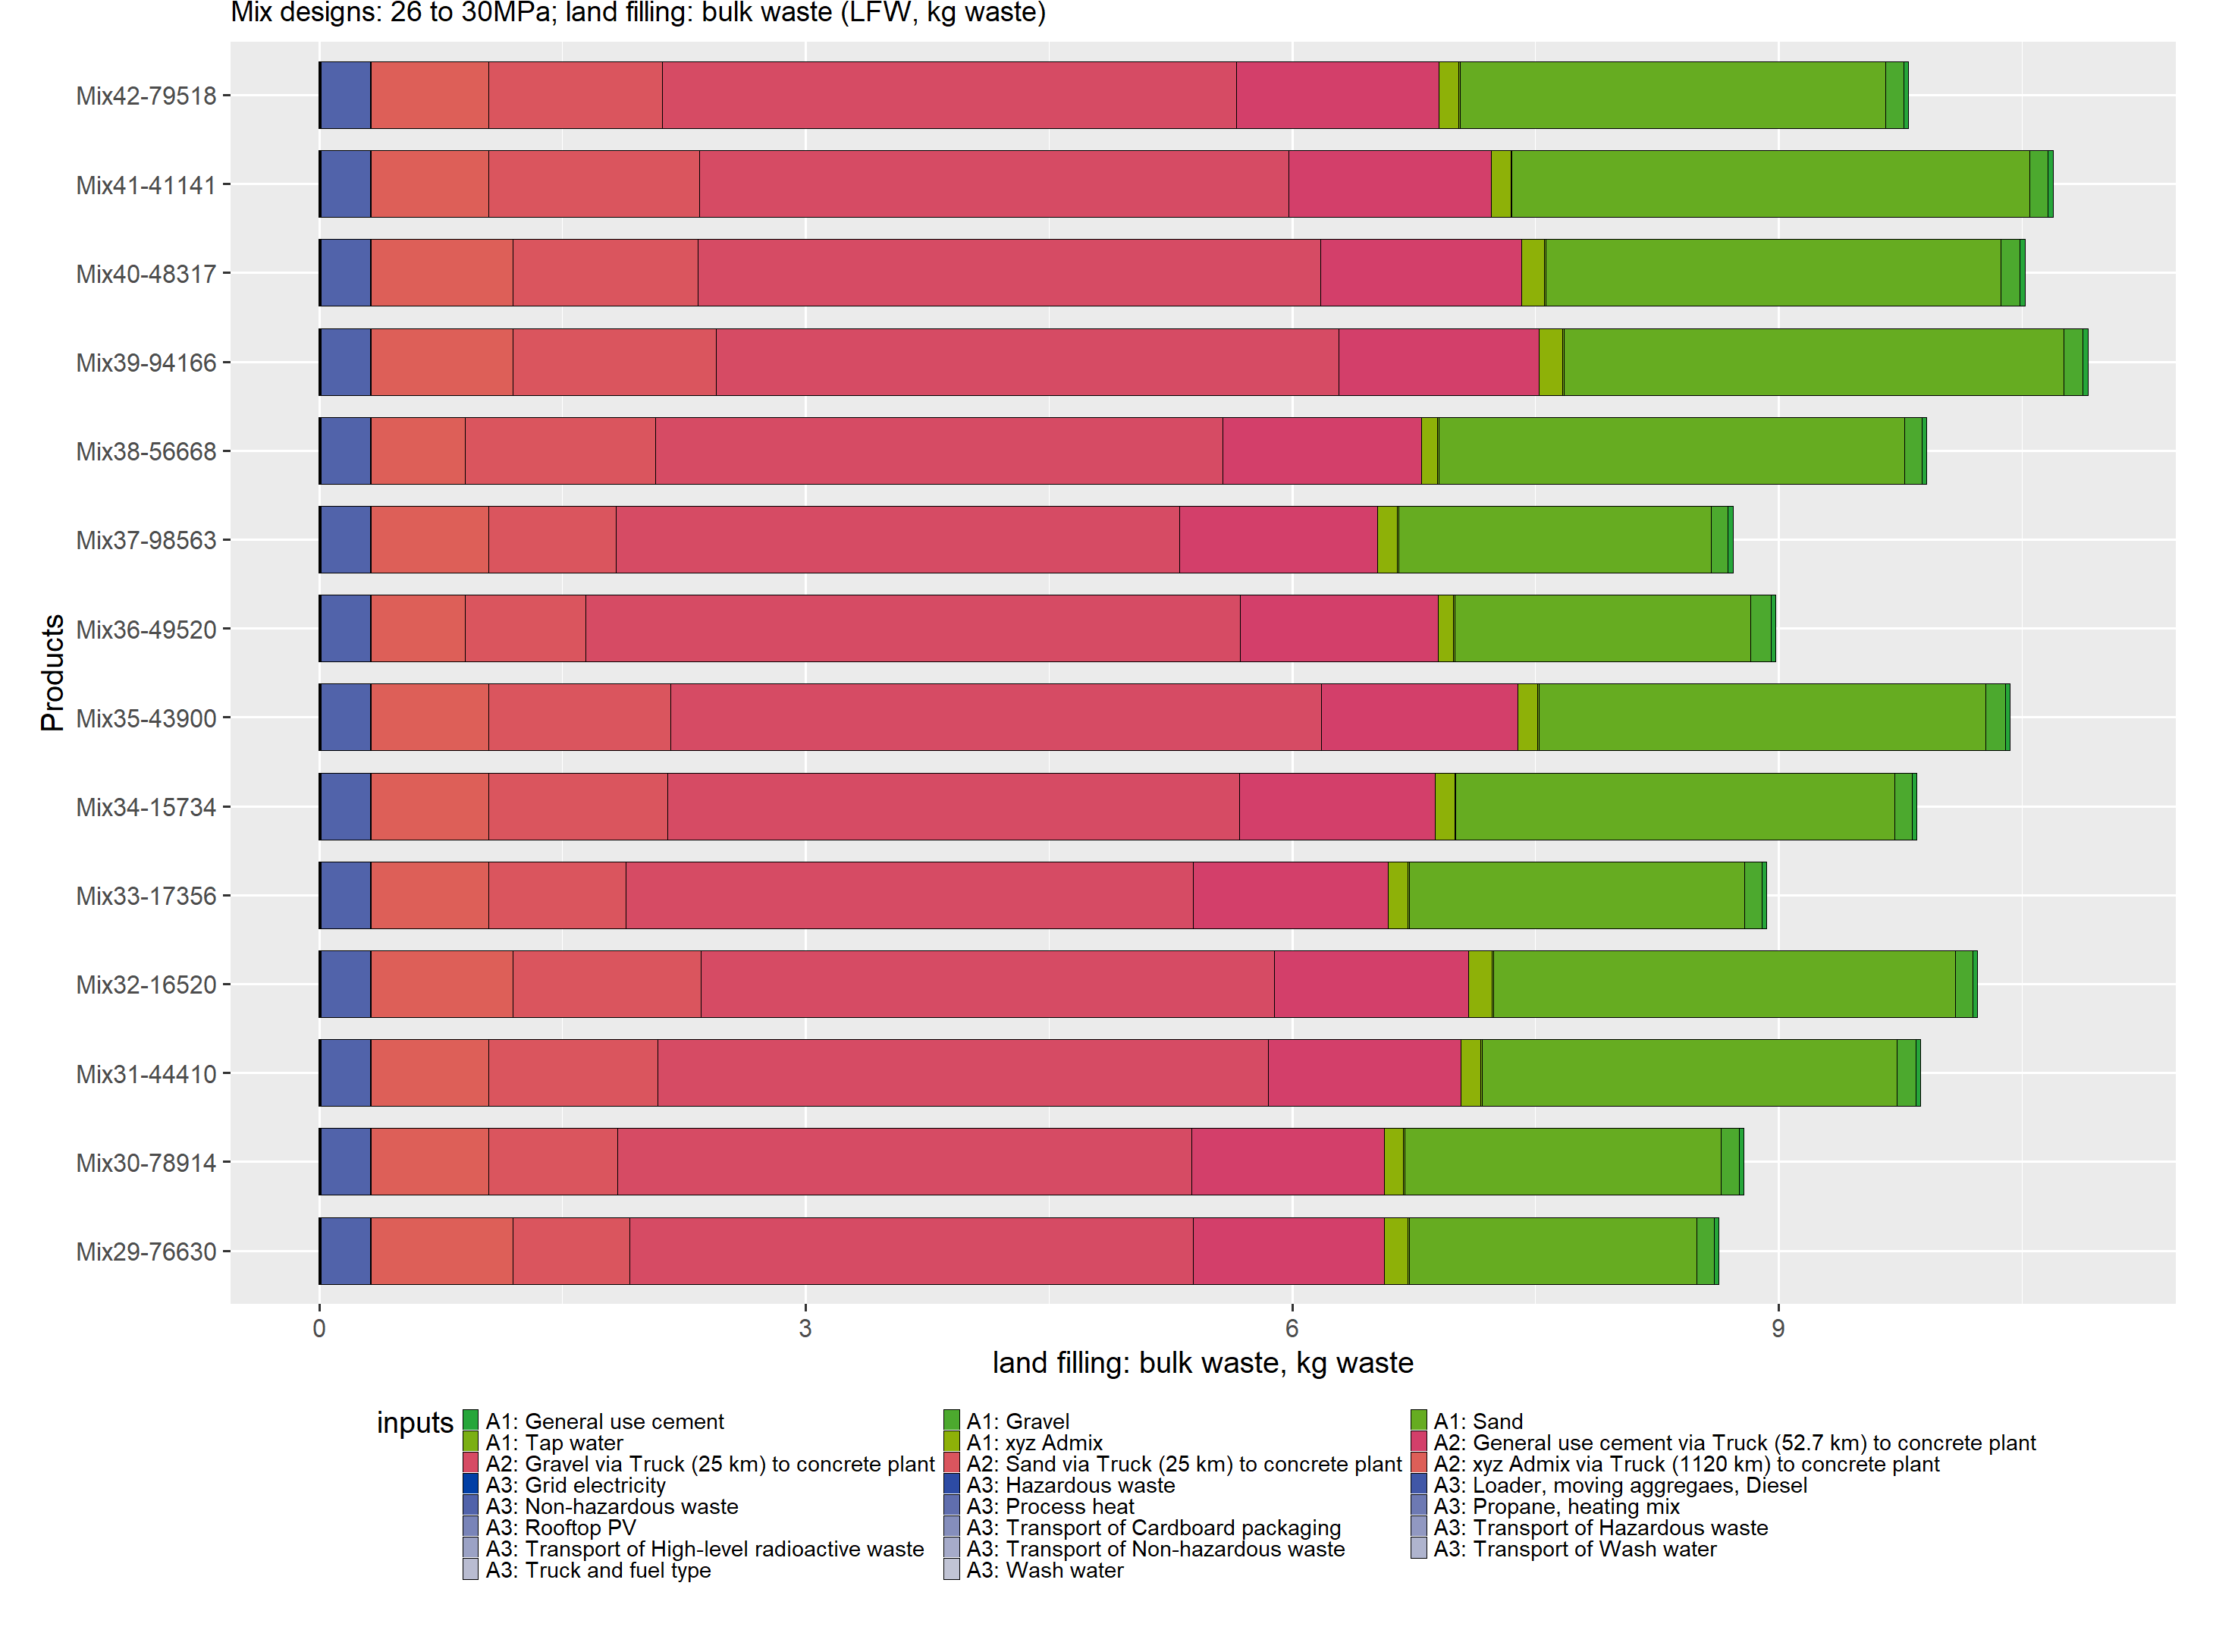 Mix designs: 26 to 30MPa; land filling: bulk waste (LFW, kg waste)
Products
Mix42-79518
Mix41-41141
Mix40-48317
Mix39-94166
Mix38-56668
Mix37-98563
Mix36-49520
Mix35-43900
Mix34-15734
Mix33-17356
Mix32-16520
Mix31-44410
Mix30-78914
Mix29-76630
0 3 6 9
land filling: bulk waste, kg waste
inputs
A1: General use cement A1: Gravel A1: Sand
A1: Tap water A1: xyz Admix A2: General use cement via Truck (52.7 km) to concrete plant
A2: Gravel via Truck (25 km) to concrete plant A2: Sand via Truck (25 km) to concrete plant A2: xyz Admix via Truck (1120 km) to concrete plant
A3: Grid electricity A3: Hazardous waste A3: Loader, moving aggregaes, Diesel
A3: Non-hazardous waste A3: Process heat A3: Propane, heating mix
A3: Rooftop PV A3: Transport of Cardboard packaging A3: Transport of Hazardous waste
A3: Transport of High-level radioactive waste A3: Transport of Non-hazardous waste A3: Transport of Wash water
A3: Truck and fuel type A3: Wash water